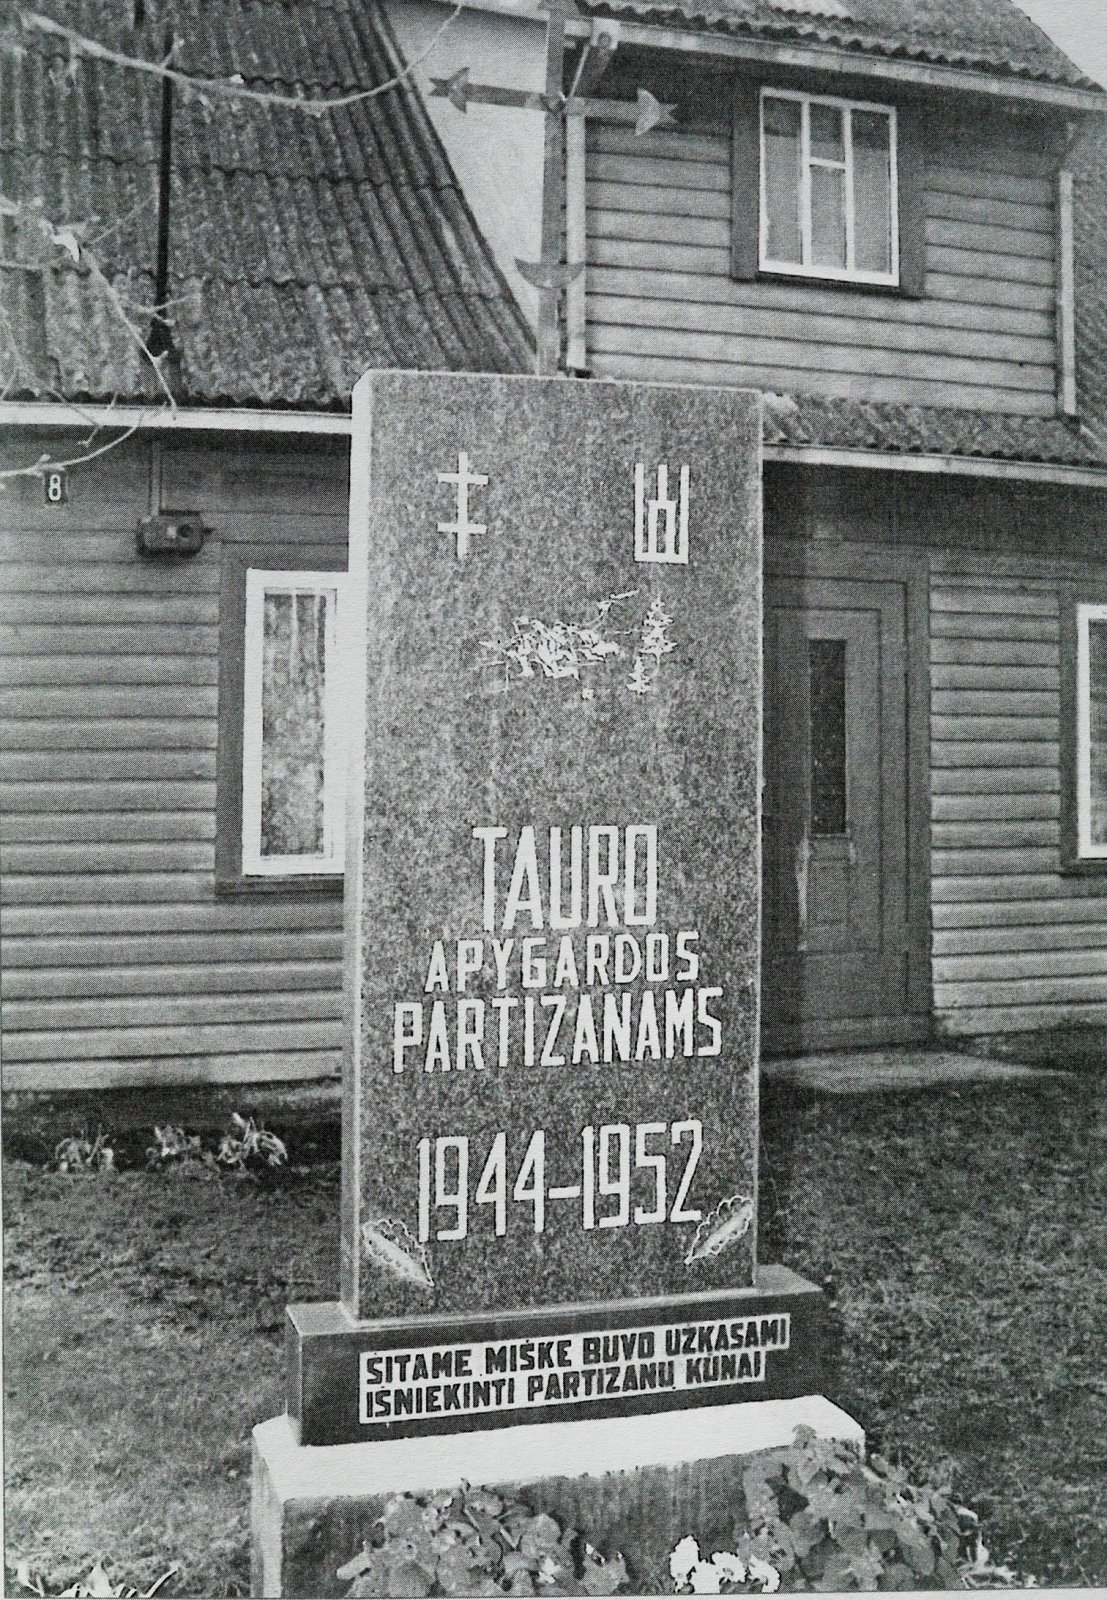 8
TAURO
APYGARDOS
PARTIZANAMS
1944-1952
ŠITAME MIŠKE BUVO UŽKASAMI
IŠNIEKINTI PARTIZANŲ KŪNAI